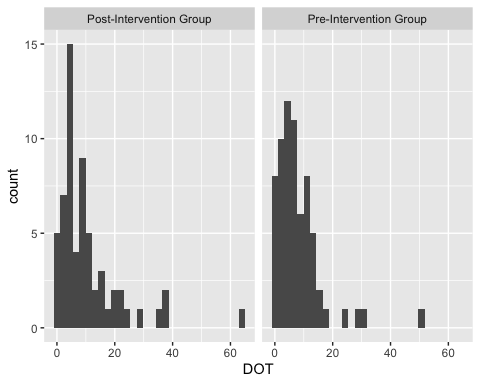 Post-Intervention Group
Pre-Intervention Group
15
10
5
0
count
0 20 40 60
0 20 40 60
DOT